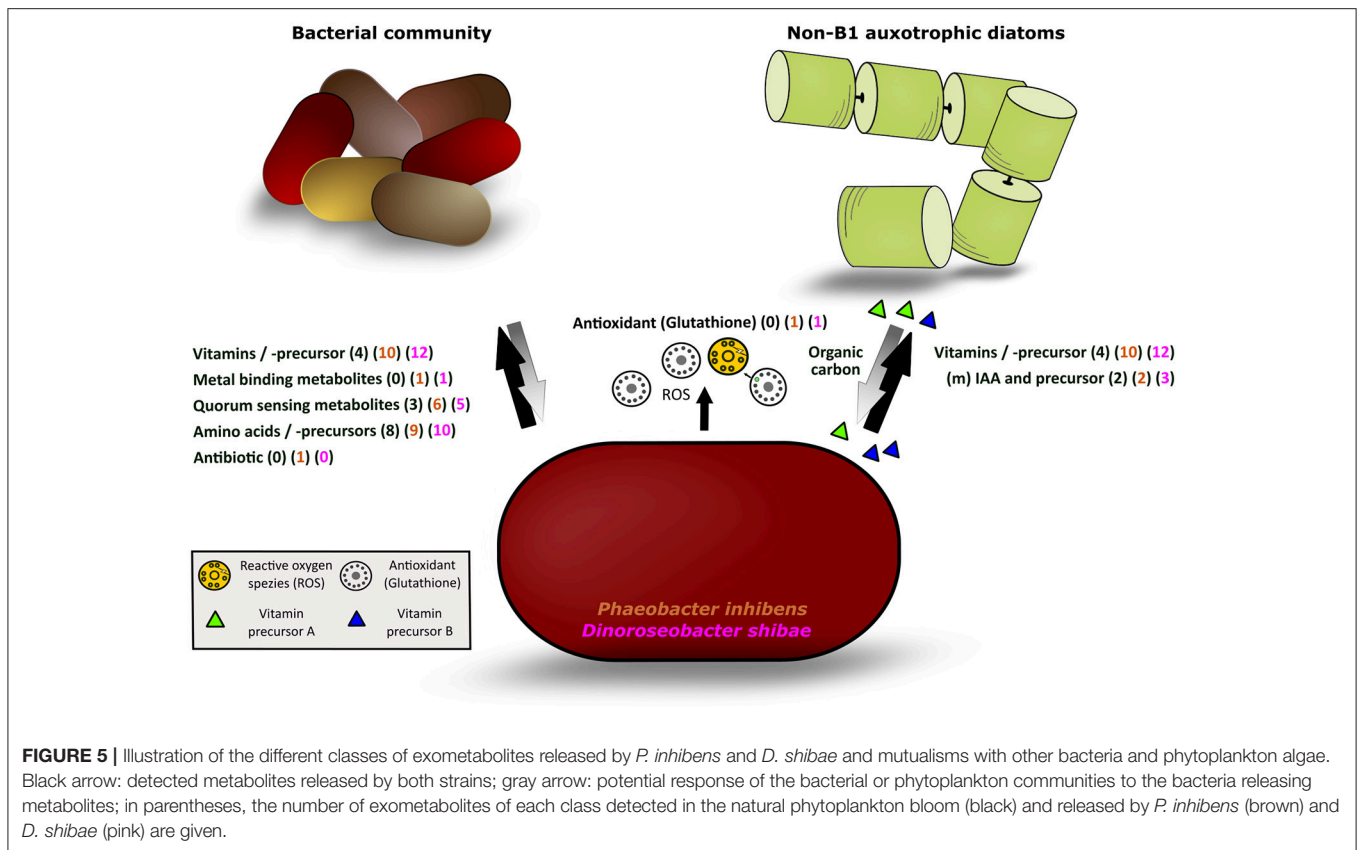 Bacterial community
Non-B1 auxotrophic diatoms
Antioxidant (Glutathione) (0) (1) (1)
Vitamins / -precursor (4) (10) (12)
Metal binding metabolites (0) (1) (1)
Quorum sensing metabolites (3) (6) (5)
Amino acids / -precursors (8) (9) (10)
Antibiotic (0) (1) (0)
ROS
Organic
carbon
Vitamins / -precursor (4) (10) (12)
(m) IAA and precursor (2) (2) (3)
Reactive oxygen
spezies (ROS)
Antioxidant
(Glutathione)
Vitamin
precursor A
Vitamin
precursor B
Phaeobacter inhibens
Dinoroseobacter shibae
FIGURE 5 | Illustration of the different classes of exometabolites released by P. inhibens and D. shibae and mutualisms with other bacteria and phytoplankton algae.
Black arrow: detected metabolites released by both strains; gray arrow: potential response of the bacterial or phytoplankton communities to the bacteria releasing
metabolites; in parentheses, the number of exometabolites of each class detected in the natural phytoplankton bloom (black) and released by P. inhibens (brown) and
D. shibae (pink) are given.